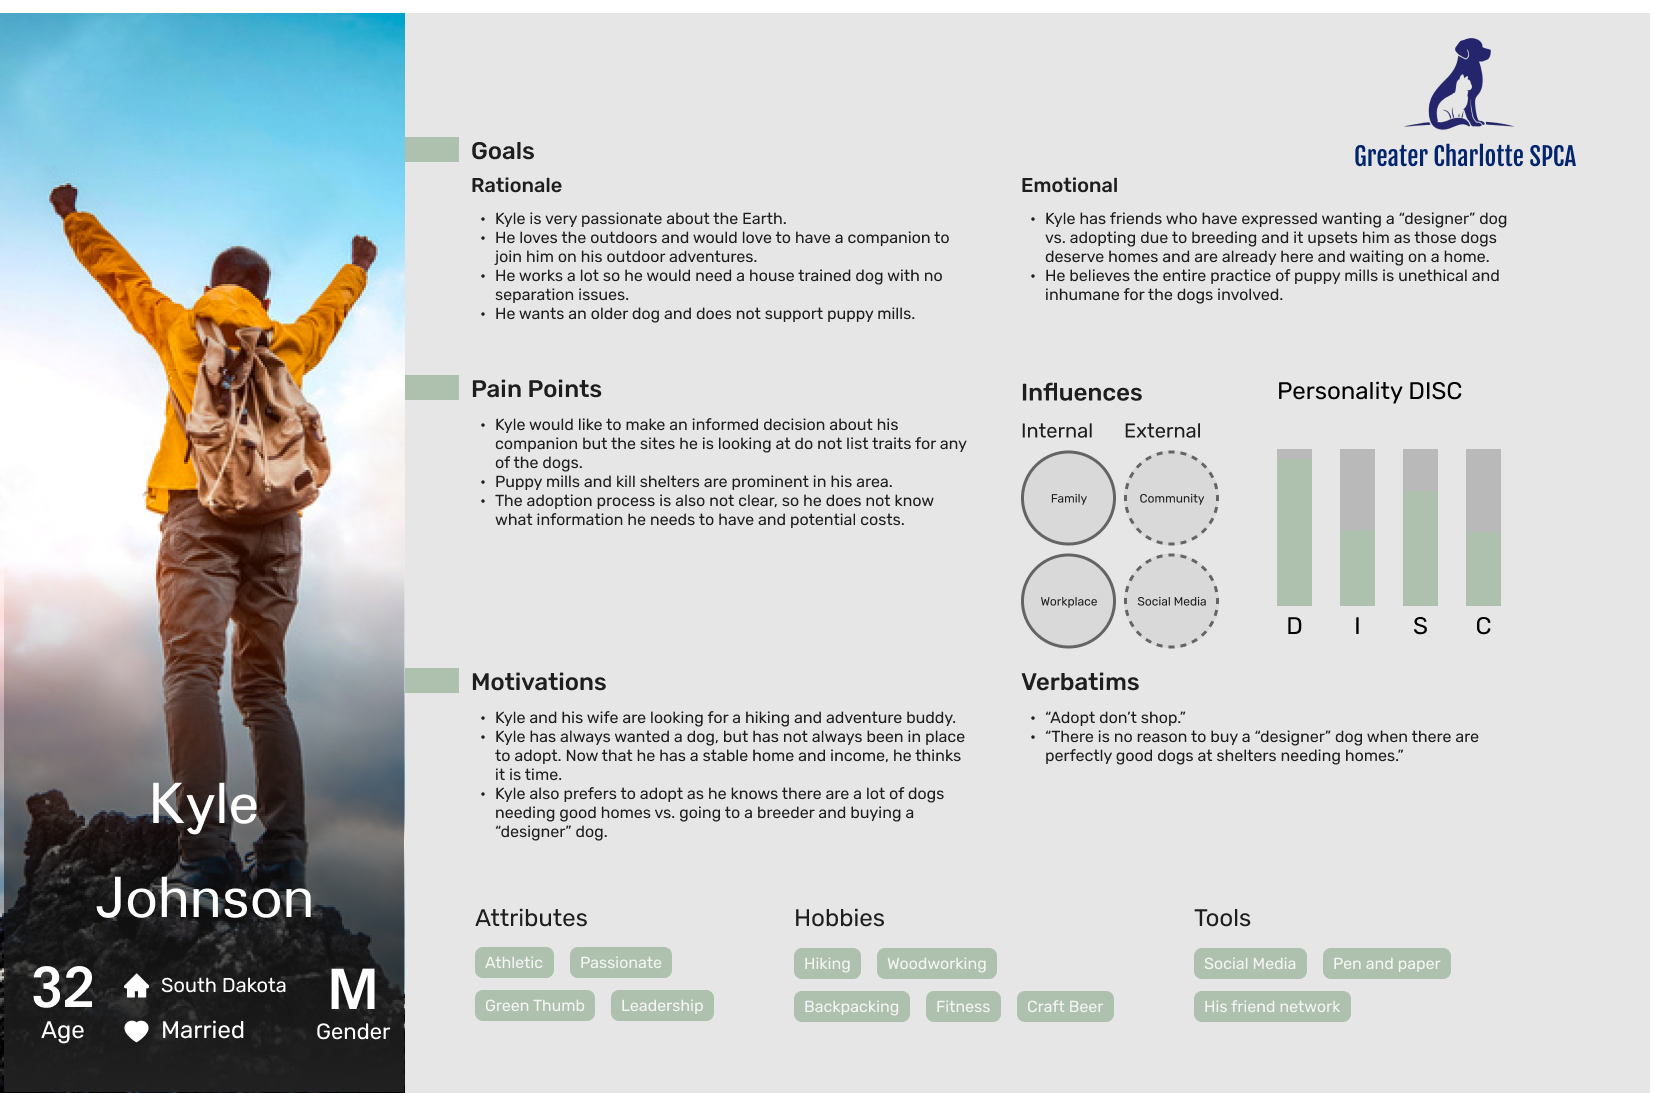 Kyle
Johnson
32
Age
South Dakota
Married
M
Gender
Greater Charlotte SPCA
Goals
Rationale
• Kyle is very passionate about the Earth.
• He loves the outdoors and would love to have a companion to
join him on his outdoor adventures.
• He works a lot so he would need a house trained dog with no
separation issues.
• He wants an older dog and does not support puppy mills.
Emotional
• Kyle has friends who have expressed wanting a “designer” dog
vs. adopting due to breeding and it upsets him as those dogs
deserve homes and are already here and waiting on a home.
• He believes the entire practice of puppy mills is unethical and
inhumane for the dogs involved.
Pain Points
• Kyle would like to make an informed decision about his
companion but the sites he is looking at do not list traits for any
of the dogs.
• Puppy mills and kill shelters are prominent in his area.
• The adoption process is also not clear, so he does not know
what information he needs to have and potential costs.
Influences
Internal External
Family Community
Workplace Social Media
Personality DISC
D I S C
Motivations
• Kyle and his wife are looking for a hiking and adventure buddy.
• Kyle has always wanted a dog, but has not always been in place
to adopt. Now that he has a stable home and income, he thinks
it is time.
• Kyle also prefers to adopt as he knows there are a lot of dogs
needing good homes vs. going to a breeder and buying a
“designer” dog.
Verbatims
• “Adopt don’t shop.”
• “There is no reason to buy a “designer” dog when there are
perfectly good dogs at shelters needing homes.”
Attributes
Athletic Passionate
Green Thumb Leadership
Hobbies
Hiking Woodworking
Backpacking Fitness Craft Beer
Tools
Social Media Pen and paper
His friend network